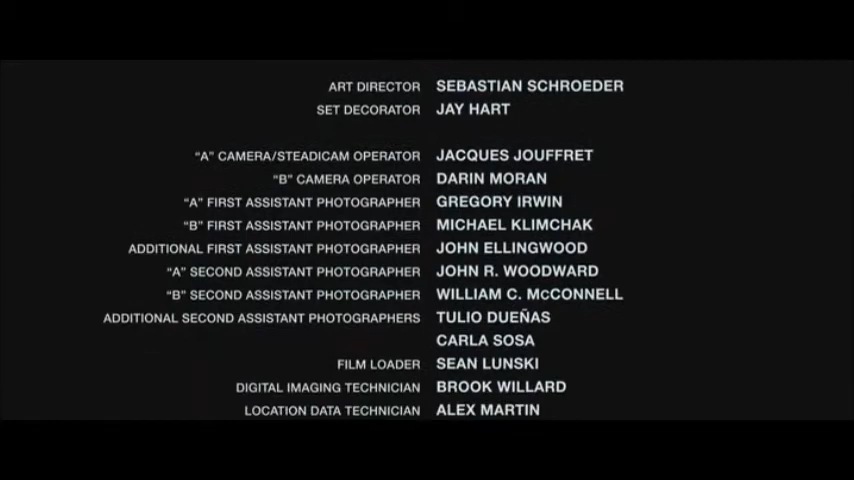 ART DIRECTOR SEBASTIAN SCHROEDER
SET DECORATOR JAY HART
“A” CAMERA/STEADICAM OPERATOR JACQUES JOUFFRET
“B” CAMERA OPERATOR DARIN MORAN
“A” FIRST ASSISTANT PHOTOGRAPHER GREGORY IRWIN
“B” FIRST ASSISTANT PHOTOGRAPHER MICHAEL KLIMCHAK
ADDITIONAL FIRST ASSISTANT PHOTOGRAPHER JOHN ELLINGWOOD
“A” SECOND ASSISTANT PHOTOGRAPHER JOHN R. WOODWARD
“B” SECOND ASSISTANT PHOTOGRAPHER WILLIAM C. McCONNELL
ADDITIONAL SECOND ASSISTANT PHOTOGRAPHERS TULIO DUEÑAS
CARLA SOSA
FILM LOADER SEAN LUNSKI
DIGITAL IMAGING TECHNICIAN BROOK WILLARD
LOCATION DATA TECHNICIAN ALEX MARTIN